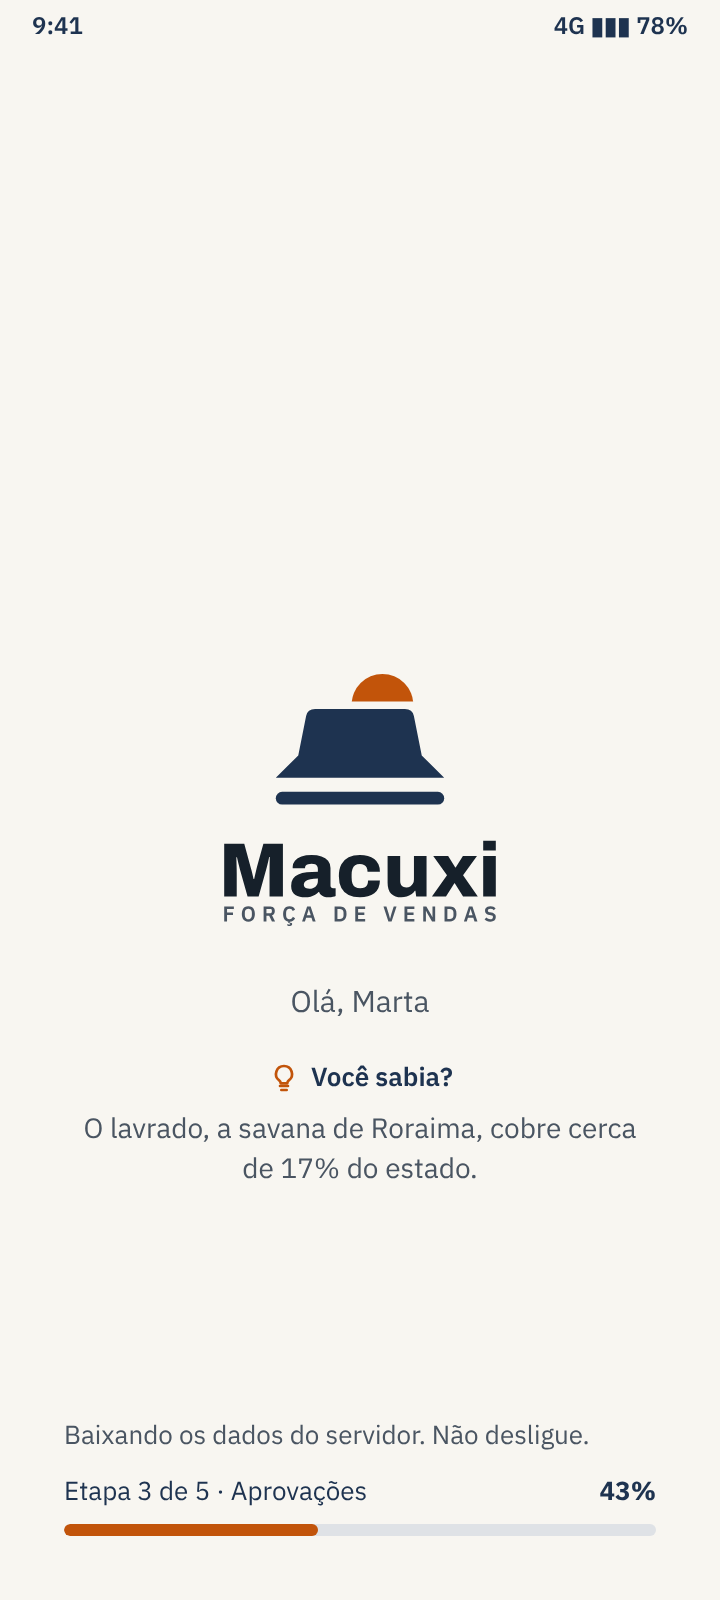 9:41
4G ▮▮▮ 78%
Macuxi
FORÇA DE VENDAS
Olá, Marta
Você sabia?
O lavrado, a savana de Roraima, cobre cerca
de 17% do estado.
Baixando os dados do servidor. Não desligue.
Etapa 3 de 5 · Aprovações 43%